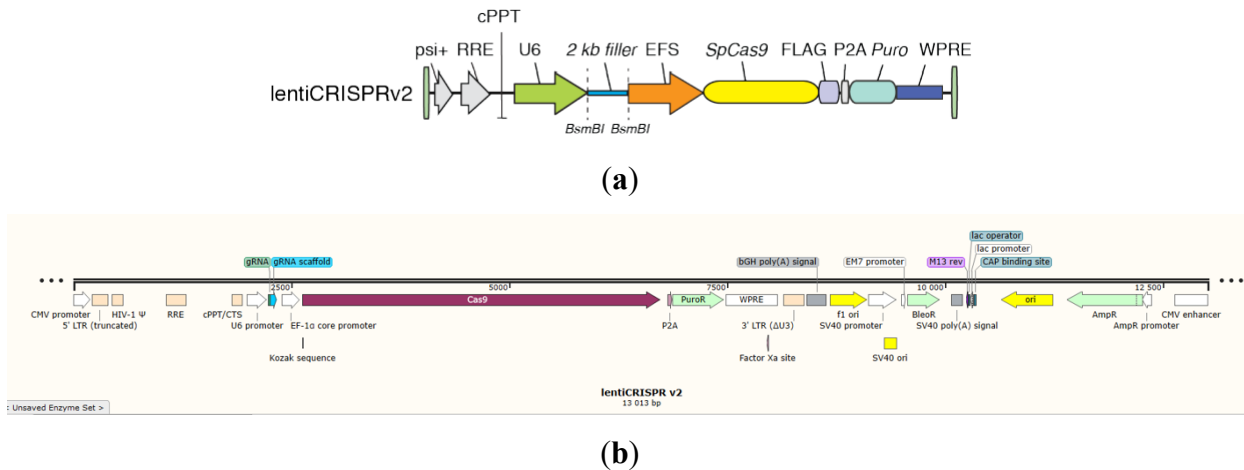 cPPT
psi+ RRE U6 2 kb filler EFS SpCas9 FLAG P2A Puro WPRE
lentiCRISPRv2
BsmBI BsmBI
(a)
lac operator
lac promoter
gRNA gRNA scaffold bGH poly(A) signal EM7 promoter M13 rev CAP binding site
••• 2500 5000 7500 10 000 12 500 •••
Cas9 PuroR WPRE ori
CMV promoter HIV-1 Ψ RRE cPPT/CTS EF-1α core promoter P2A 3' LTR (ΔU3) f1 ori BleoR AmpR CMV enhancer
5' LTR (truncated) U6 promoter SV40 promoter SV40 poly(A) signal AmpR promoter
Kozak sequence Factor Xa site SV40 ori
lentiCRISPR v2
13 013 bp
< Unsaved Enzyme Set >
(b)